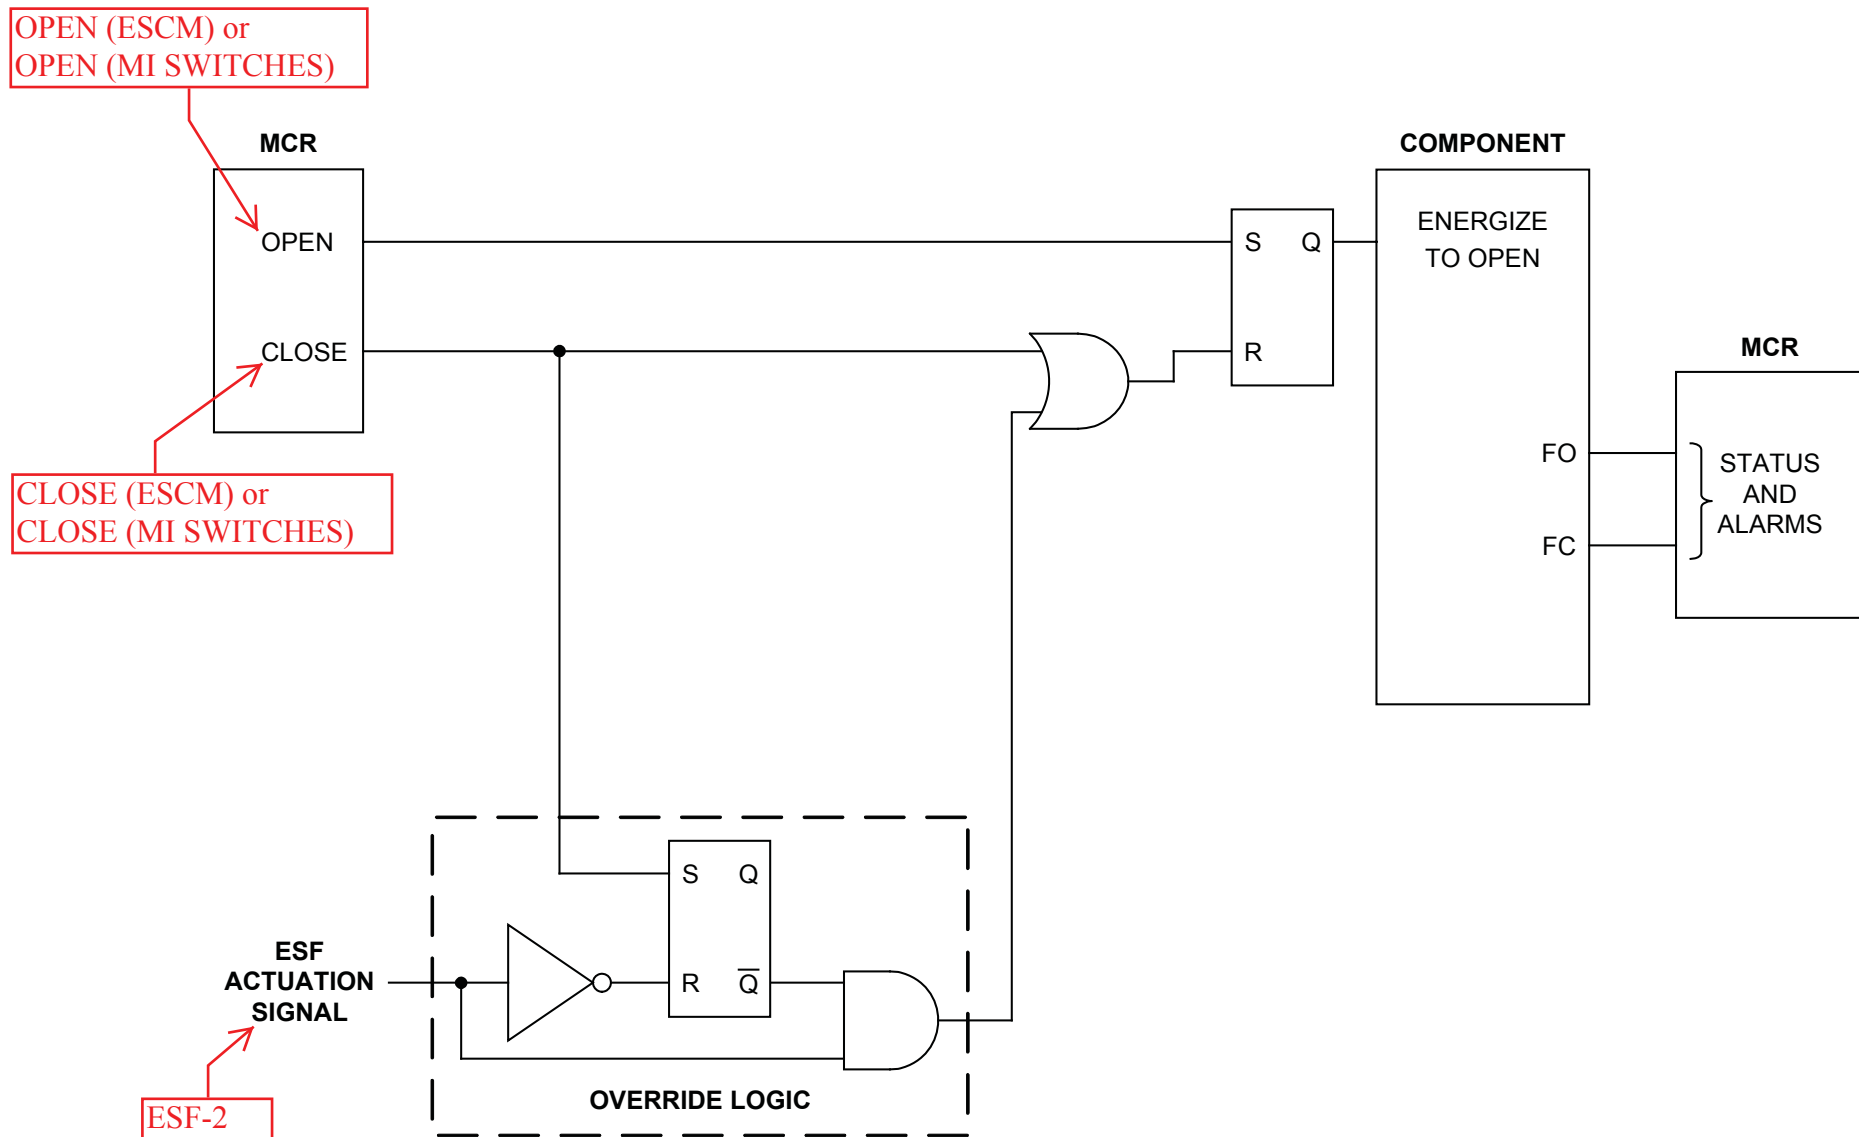 OPEN (ESCM) or
OPEN (MI SWITCHES)
MCR
OPEN
CLOSE
CLOSE (ESCM) or
CLOSE (MI SWITCHES)
S Q
R
COMPONENT
ENERGIZE
TO OPEN
FO
FC
MCR
STATUS
AND
ALARMS
ESF
ACTUATION
SIGNAL
ESF-2
S Q
R Q̅
OVERRIDE LOGIC